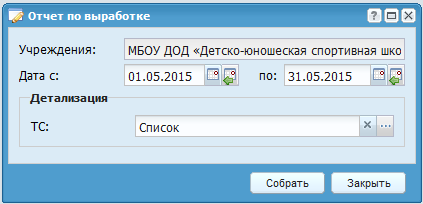 Отчет по выработке
Учреждения: МБОУ ДОД «Детско-юношеская спортивная шко
Дата с: 01.05.2015 по: 31.05.2015
Детализация
ТС: Список
Собрать Закрыть